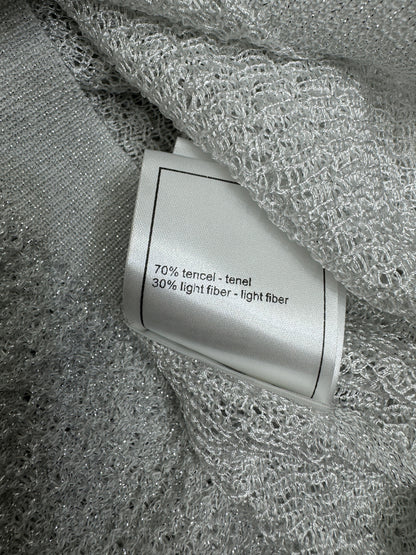 70% tencel - tenel
30% light fiber - light fiber